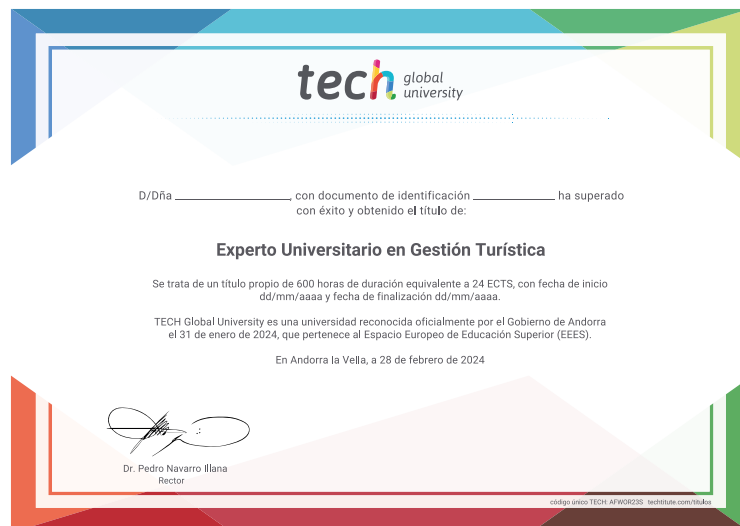 tech global university
D/Dña ____________________, con documento de identificación ______________ ha superado
con éxito y obtenido el título de:
Experto Universitario en Gestión Turística
Se trata de un título propio de 600 horas de duración equivalente a 24 ECTS, con fecha de inicio
dd/mm/aaaa y fecha de finalización dd/mm/aaaa.
TECH Global University es una universidad reconocida oficialmente por el Gobierno de Andorra
el 31 de enero de 2024, que pertenece al Espacio Europeo de Educación Superior (EEES).
En Andorra la Vella, a 28 de febrero de 2024
Dr. Pedro Navarro Illana
Rector
código único TECH: AFWOR23S techtitute.com/titulos